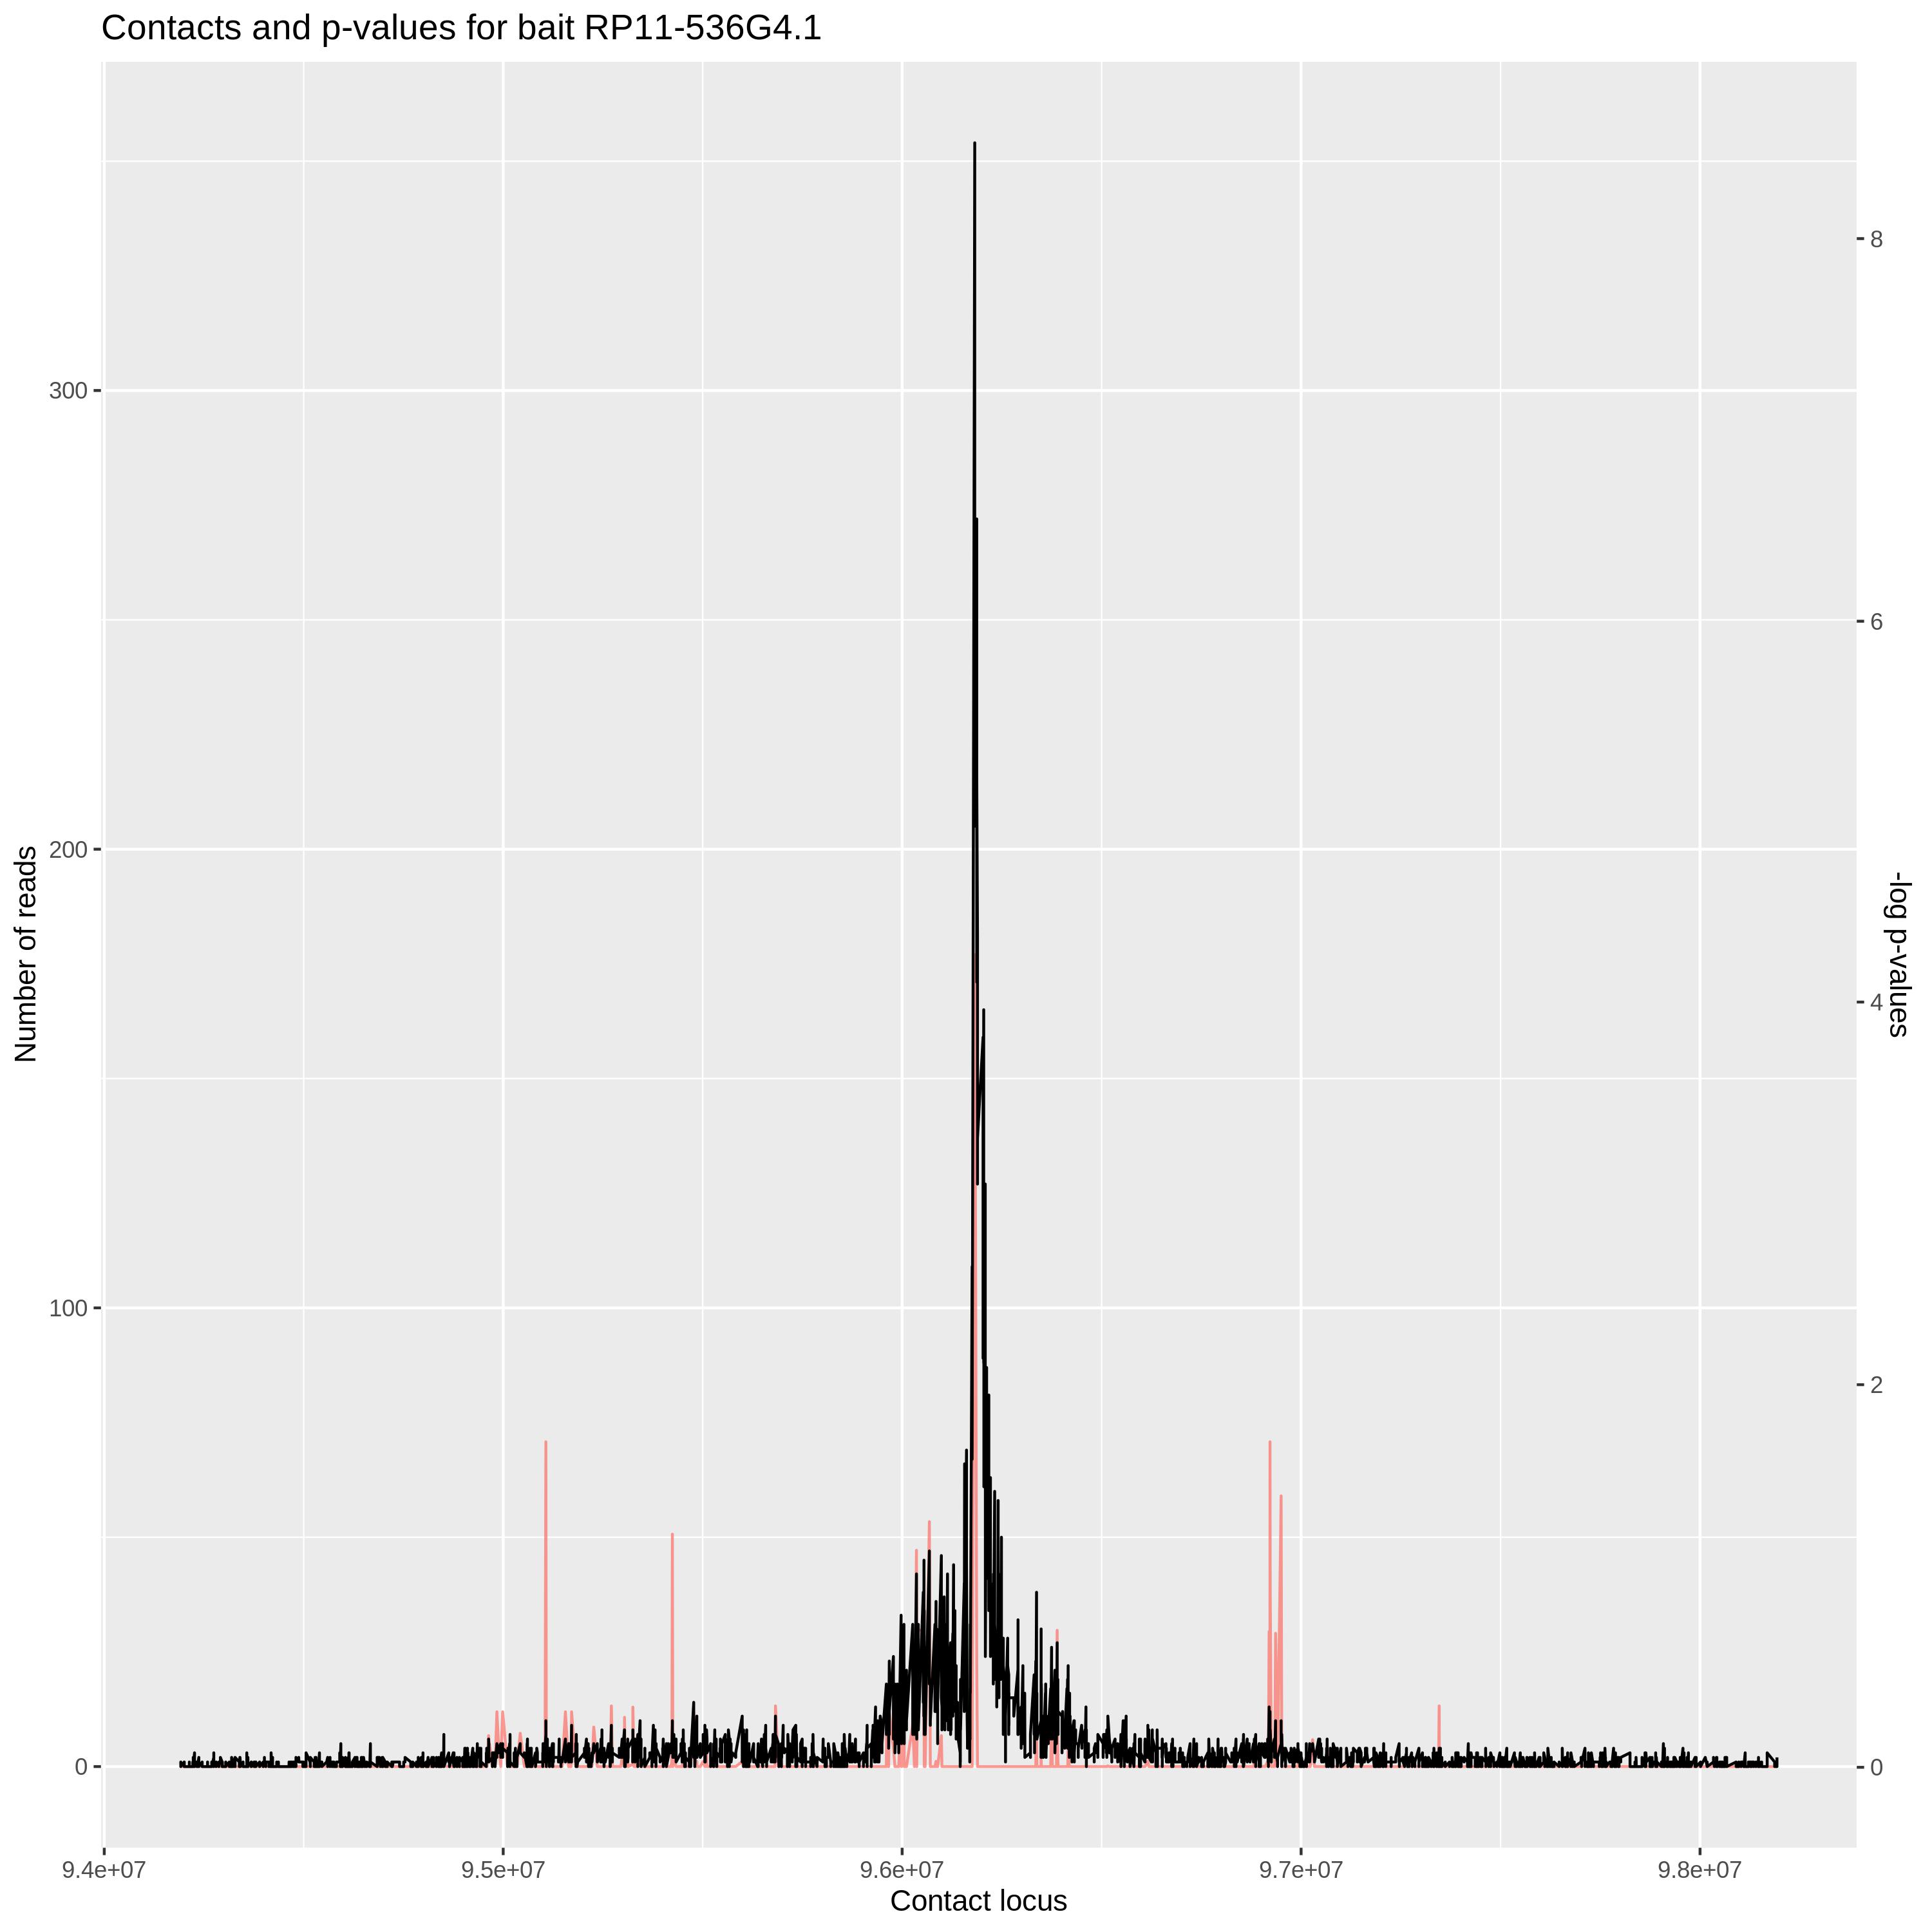 Contacts and p-values for bait RP11-536G4.1
Number of reads
300
200
100
0
8
6
4
2
0
-log p-values
9.4e+07 9.5e+07 9.6e+07 9.7e+07 9.8e+07
Contact locus